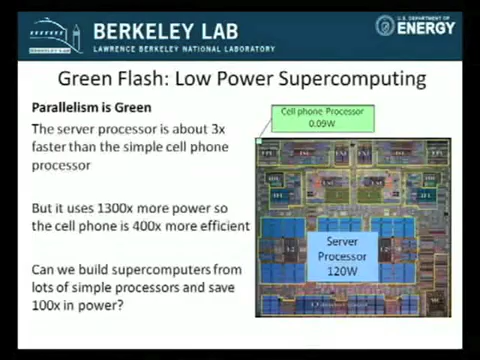 BERKELEY LAB
LAWRENCE BERKELEY NATIONAL LABORATORY
U.S. DEPARTMENT OF
ENERGY
Green Flash: Low Power Supercomputing
Parallelism is Green
The server processor is about 3x
faster than the simple cell phone
processor
But it uses 1300x more power so
the cell phone is 400x more efficient
Can we build supercomputers from
lots of simple processors and save
100x in power?
Cell phone Processor
0.09W
Server
Processor
120W